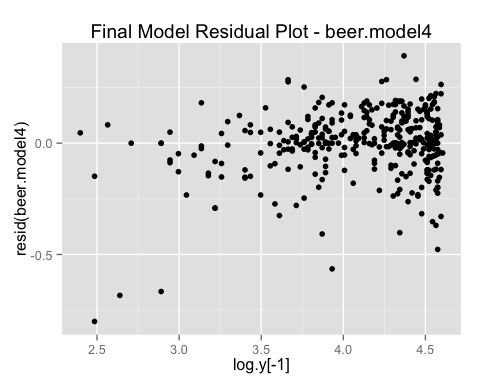 Final Model Residual Plot - beer.model4
resid(beer.model4)
0.0
-0.5
2.5 3.0 3.5 4.0 4.5
log.y[-1]